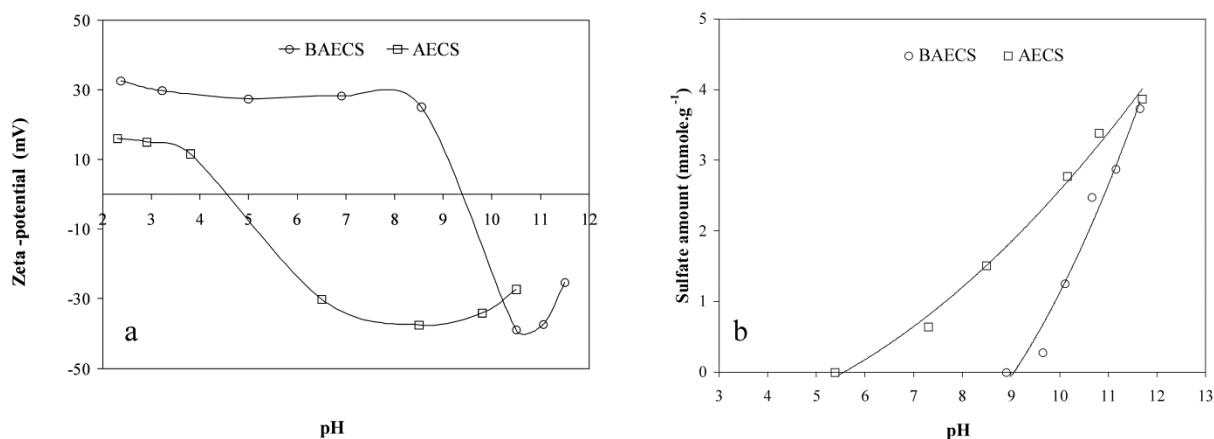 50
30
10
-10
-30
-50
Zeta -potential (mV)
BAECS
AECS
2 3 4 5 6 7 8 9 10 11 12
a
pH
5
4
3
2
1
0
Sulfate amount (mmole.g⁻¹)
BAECS
AECS
b
4 5 6 7 8 9 10 11 12 13
pH